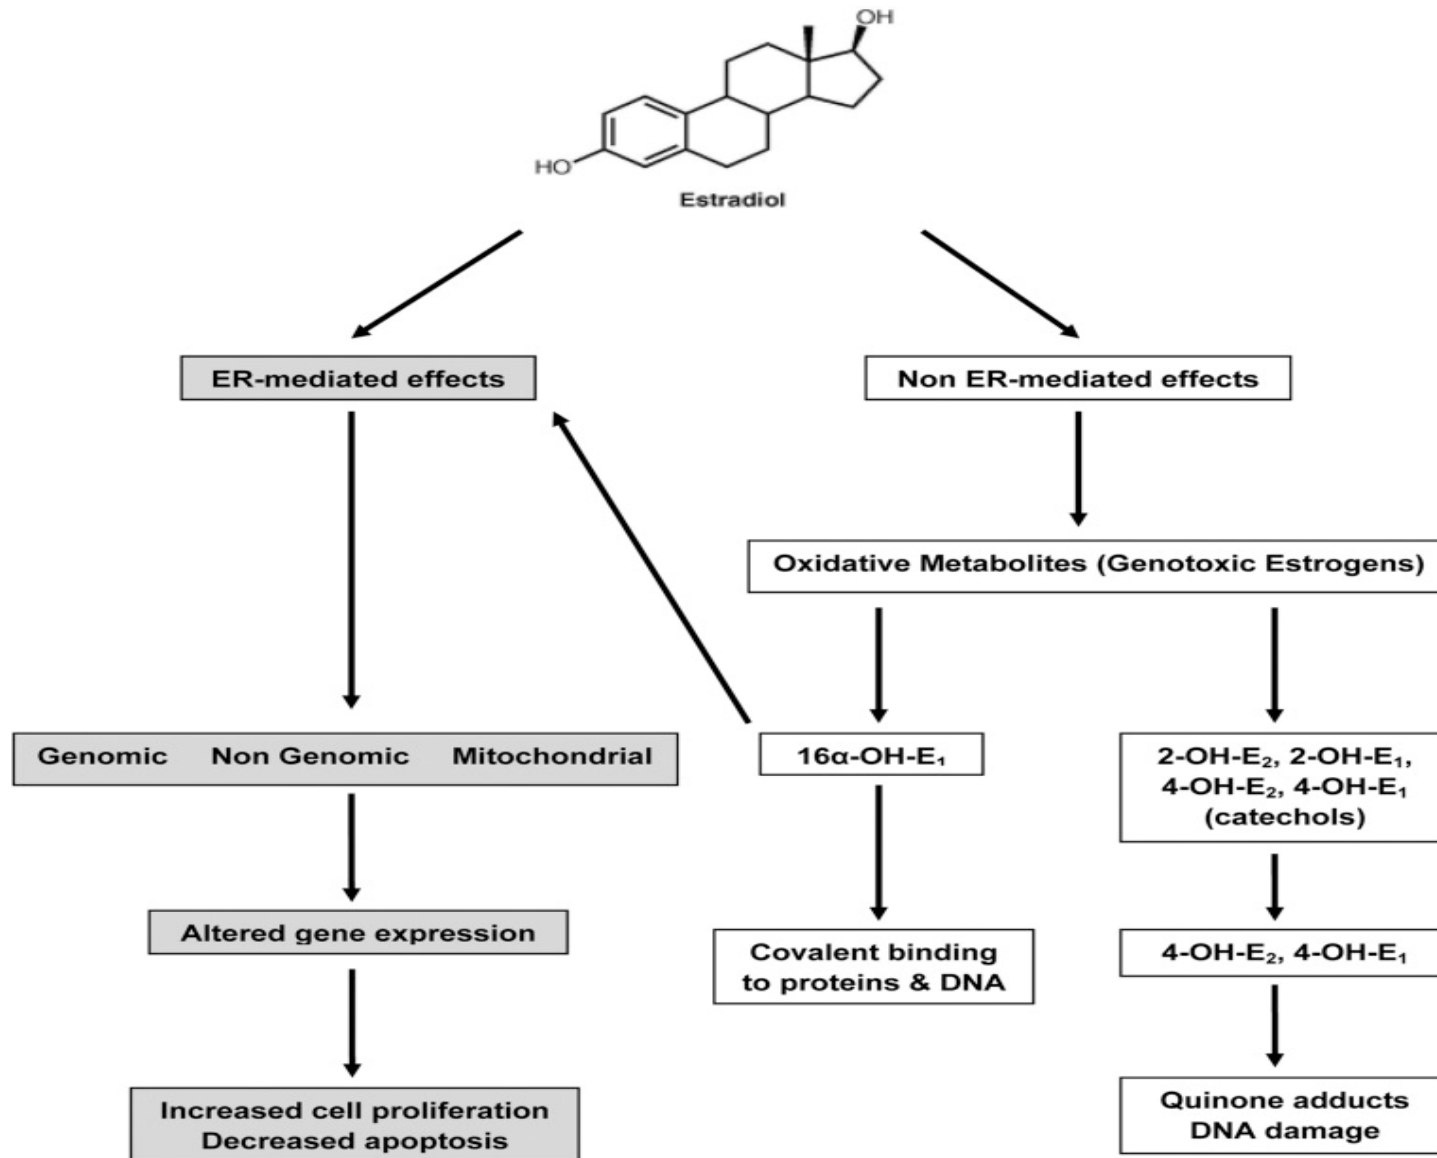 OH
HO
Estradiol
ER-mediated effects
Non ER-mediated effects
Oxidative Metabolites (Genotoxic Estrogens)
Genomic Non Genomic Mitochondrial
16α-OH-E₁
2-OH-E₂, 2-OH-E₁,
4-OH-E₂, 4-OH-E₁
(catechols)
Altered gene expression
Covalent binding
to proteins & DNA
4-OH-E₂, 4-OH-E₁
Increased cell proliferation
Decreased apoptosis
Quinone adducts
DNA damage